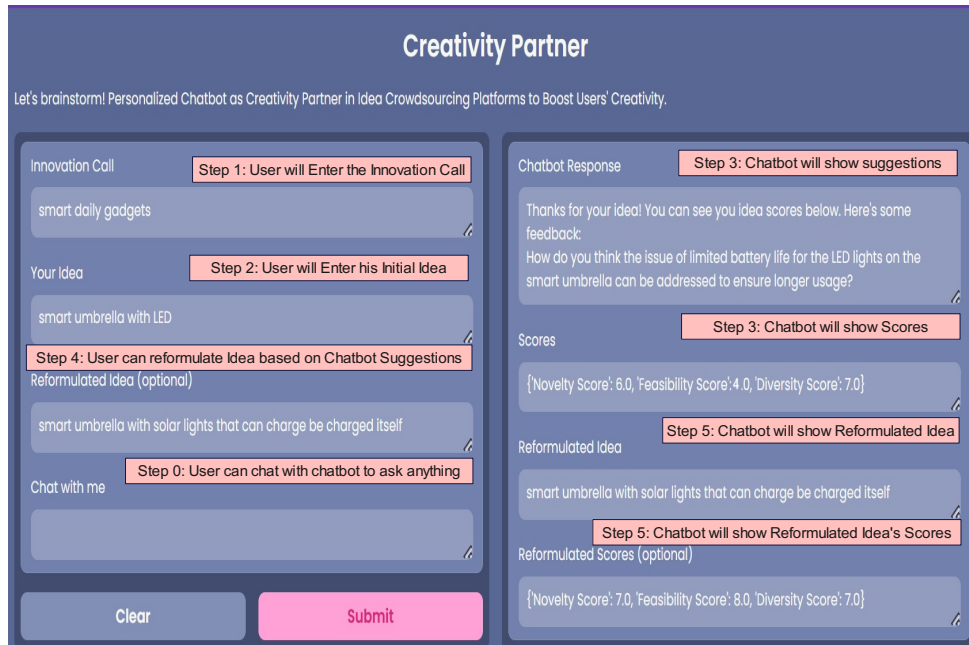 Creativity Partner
Let's brainstorm! Personalized Chatbot as Creativity Partner in Idea Crowdsourcing Platforms to Boost Users' Creativity.
Innovation Call
Step 1: User will Enter the Innovation Call
smart daily gadgets
Your Idea
Step 2: User will Enter his Initial Idea
smart umbrella with LED
Step 4: User can reformulate Idea based on Chatbot Suggestions
Reformulated Idea (optional)
smart umbrella with solar lights that can charge be charged itself
Step 0: User can chat with chatbot to ask anything
Chat with me
Clear
Submit
Chatbot Response
Step 3: Chatbot will show suggestions
Thanks for your idea! You can see you idea scores below. Here's some
feedback:
How do you think the issue of limited battery life for the LED lights on the
smart umbrella can be addressed to ensure longer usage?
Step 3: Chatbot will show Scores
Scores
{'Novelty Score': 6.0, 'Feasibility Score': 4.0, 'Diversity Score': 7.0}
Step 5: Chatbot will show Reformulated Idea
Reformulated Idea
smart umbrella with solar lights that can charge be charged itself
Step 5: Chatbot will show Reformulated Idea's Scores
Reformulated Scores (optional)
{'Novelty Score': 7.0, 'Feasibility Score': 8.0, 'Diversity Score': 7.0}